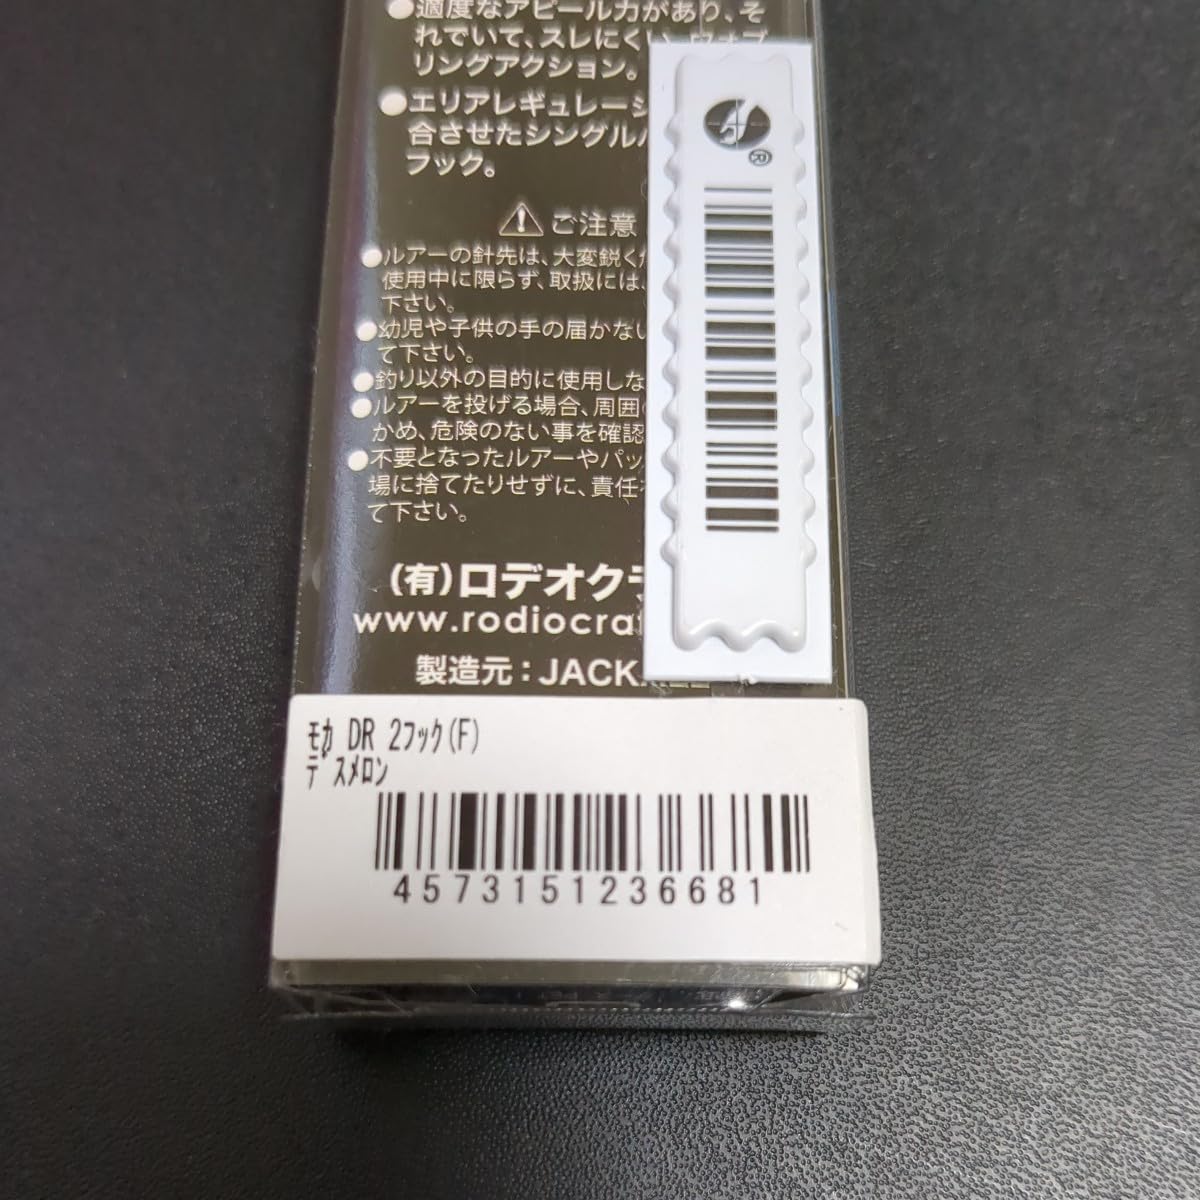 ●適度なアピール力があり、そ
れでいて、スレにくい
リングアクション。
●エリアレギュレーシ
合させたシングル
フック。
ご注意
●ルアーの針先は、大変鋭く
使用中に限らず、取扱には、
下さい。
●幼児や子供の手の届かない
て下さい。
●釣り以外の目的に使用しな
●ルアーを投げる場合、周囲
かめ、危険のない事を確認
●不要となったルアーやパッ
場に捨てたりせずに、責任
て下さい。
(有)ロデオク
www.rodiocra
製造元：JACK
®
ﾓｶ DR 2ﾌｯｸ(F)
ﾃﾞｽﾒﾛﾝ
4573151236681